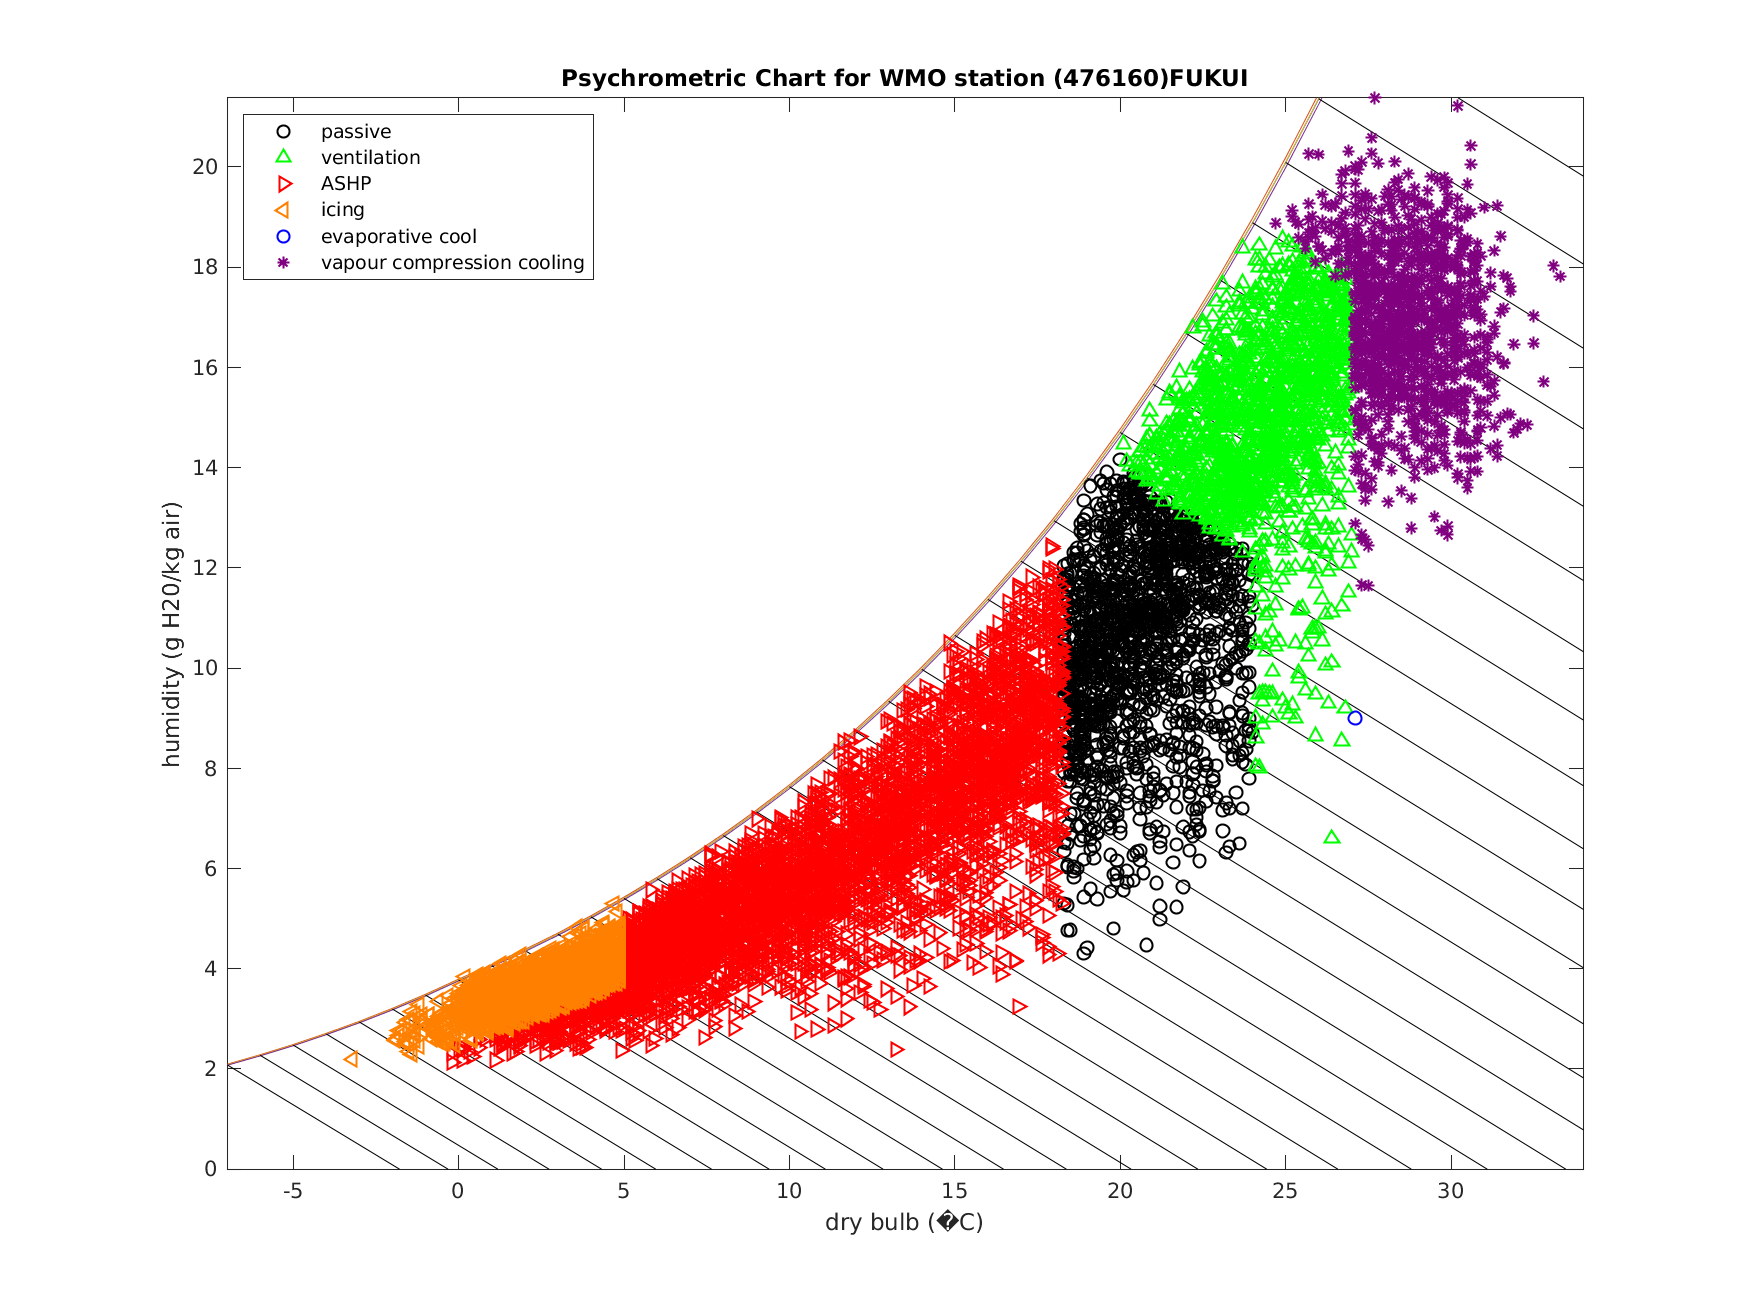 Psychrometric Chart for WMO station (476160)FUKUI
passive
ventilation
ASHP
icing
evaporative cool
vapour compression cooling
humidity (g H20/kg air)
20
18
16
14
12
10
8
6
4
2
0
-5 0 5 10 15 20 25 30
dry bulb (�C)